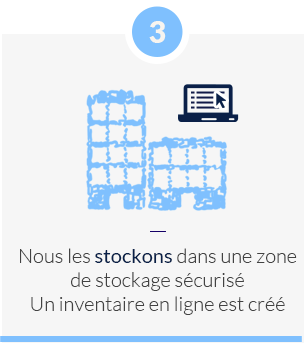 3
Nous les stockons dans une zone
de stockage sécurisé
Un inventaire en ligne est créé